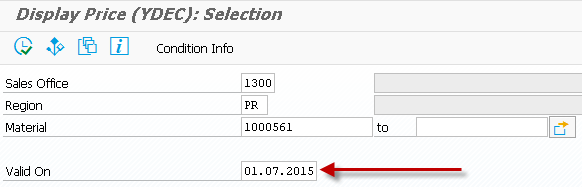 Display Price (YDEC): Selection
Condition Info
Sales Office 1300
Region PR
Material 1000561 to
Valid On 01.07.2015